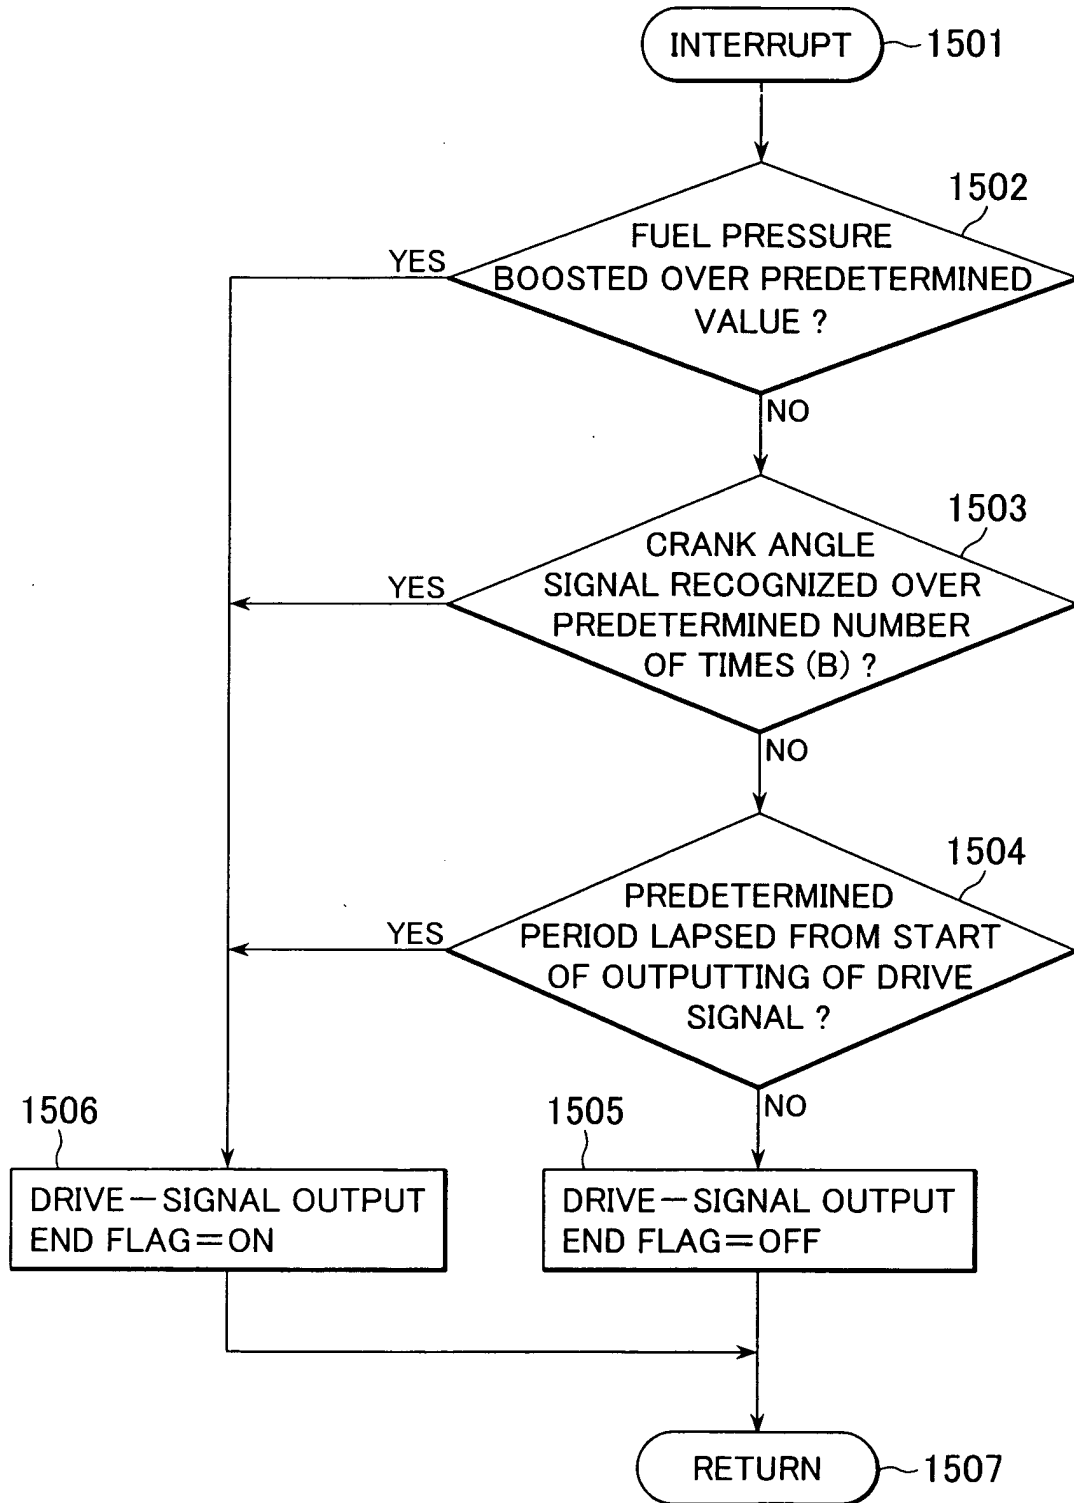 INTERRUPT
1501
1502
FUEL PRESSURE
BOOSTED OVER PREDETERMINED
VALUE ?
YES
NO
1503
CRANK ANGLE
SIGNAL RECOGNIZED OVER
PREDETERMINED NUMBER
OF TIMES (B) ?
YES
NO
1504
PREDETERMINED
PERIOD LAPSED FROM START
OF OUTPUTTING OF DRIVE
SIGNAL ?
YES
NO
1506
DRIVE-SIGNAL OUTPUT
END FLAG=ON
1505
DRIVE-SIGNAL OUTPUT
END FLAG=OFF
RETURN
1507